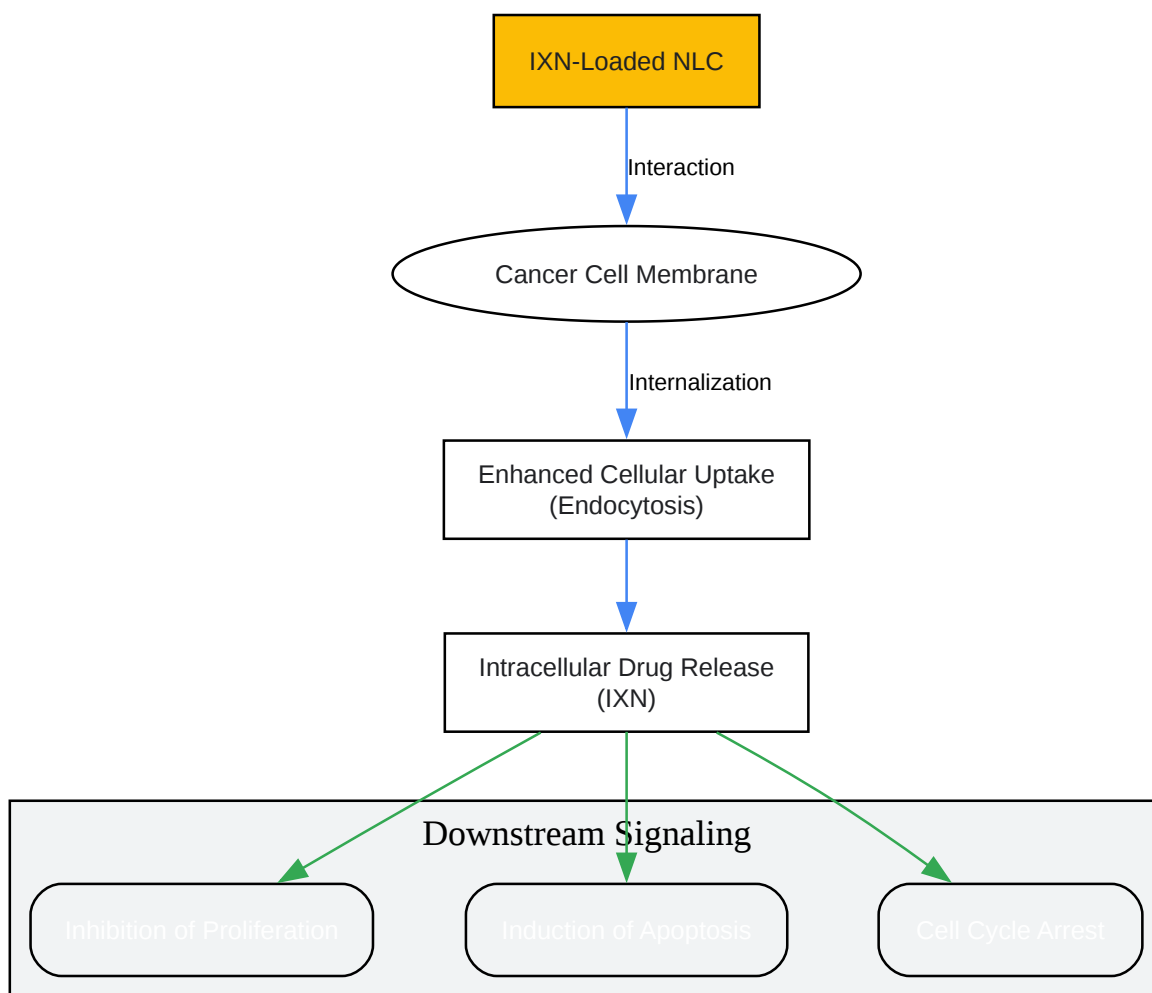 IXN-Loaded NLC
Interaction
Cancer Cell Membrane
Internalization
Enhanced Cellular Uptake
(Endocytosis)
Intracellular Drug Release
(IXN)
Downstream Signaling
Inhibition of Proliferation
Induction of Apoptosis
Cell Cycle Arrest